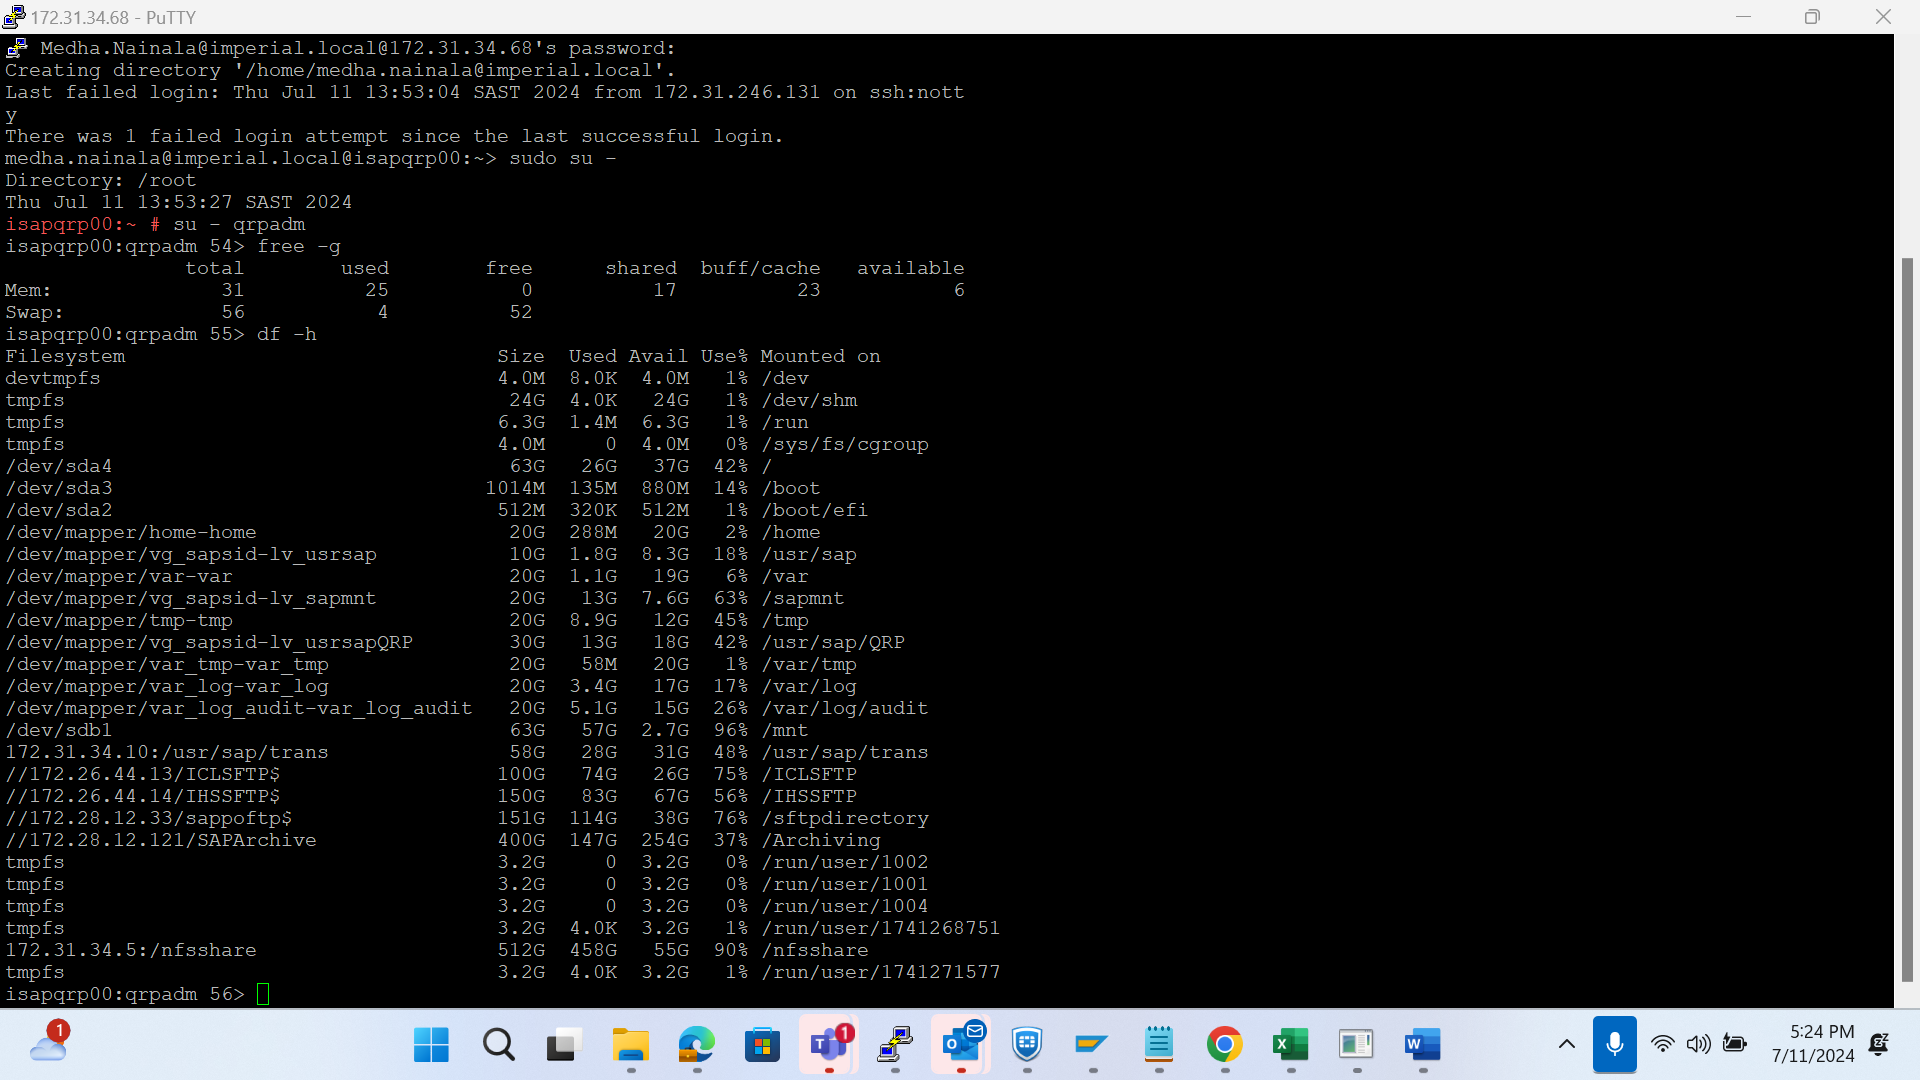 172.31.34.68 - PuTTY
Medha.Nainala@imperial.local@172.31.34.68's password:
Creating directory '/home/medha.nainala@imperial.local'.
Last failed login: Thu Jul 11 13:53:04 SAST 2024 from 172.31.246.131 on ssh:nott
y
There was 1 failed login attempt since the last successful login.
medha.nainala@imperial.local@isapqrp00:~> sudo su -
Directory: /root
Thu Jul 11 13:53:27 SAST 2024
isapqrp00:~ # su - qrpadm
isapqrp00:qrpadm 54> free -g
total used free shared buff/cache available
Mem: 31 25 0 17 23 6
Swap: 56 4 52
isapqrp00:qrpadm 55> df -h
Filesystem Size Used Avail Use% Mounted on
devtmpfs 4.0M 8.0K 4.0M 1% /dev
tmpfs 24G 4.0K 24G 1% /dev/shm
tmpfs 6.3G 1.4M 6.3G 1% /run
tmpfs 4.0M 0 4.0M 0% /sys/fs/cgroup
/dev/sda4 63G 26G 37G 42% /
/dev/sda3 1014M 135M 880M 14% /boot
/dev/sda2 512M 320K 512M 1% /boot/efi
/dev/mapper/home-home 20G 288M 20G 2% /home
/dev/mapper/vg_sapsid-lv_usrsap 10G 1.8G 8.3G 18% /usr/sap
/dev/mapper/var-var 20G 1.1G 19G 6% /var
/dev/mapper/vg_sapsid-lv_sapmnt 20G 13G 7.6G 63% /sapmnt
/dev/mapper/tmp-tmp 20G 8.9G 12G 45% /tmp
/dev/mapper/vg_sapsid-lv_usrsapQRP 30G 13G 18G 42% /usr/sap/QRP
/dev/mapper/var_tmp-var_tmp 20G 58M 20G 1% /var/tmp
/dev/mapper/var_log-var_log 20G 3.4G 17G 17% /var/log
/dev/mapper/var_log_audit-var_log_audit 20G 5.1G 15G 26% /var/log/audit
/dev/sdb1 63G 57G 2.7G 96% /mnt
172.31.34.10:/usr/sap/trans 58G 28G 31G 48% /usr/sap/trans
//172.26.44.13/ICLSFTP$ 100G 74G 26G 75% /ICLSFTP
//172.26.44.14/IHSSFTP$ 150G 83G 67G 56% /IHSSFTP
//172.28.12.33/sappoftp$ 151G 114G 38G 76% /sftpdirectory
//172.28.12.121/SAPArchive 400G 147G 254G 37% /Archiving
tmpfs 3.2G 0 3.2G 0% /run/user/1002
tmpfs 3.2G 0 3.2G 0% /run/user/1001
tmpfs 3.2G 0 3.2G 0% /run/user/1004
tmpfs 3.2G 4.0K 3.2G 1% /run/user/1741268751
172.31.34.5:/nfsshare 512G 458G 55G 90% /nfsshare
tmpfs 3.2G 4.0K 3.2G 1% /run/user/1741271577
isapqrp00:qrpadm 56>
1
1
5:24 PM
7/11/2024